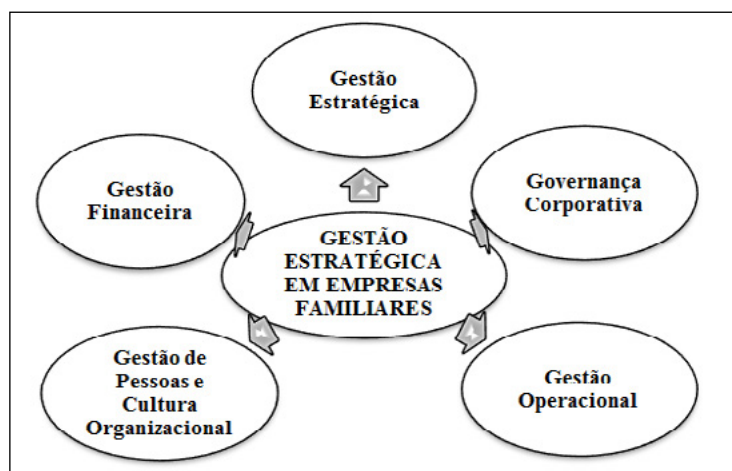 Gestão
Estratégica
Gestão
Financeira
Governança
Corporativa
GESTÃO
ESTRATÉGICA
EM EMPRESAS
FAMILIARES
Gestão de
Pessoas e
Cultura
Organizacional
Gestão
Operacional